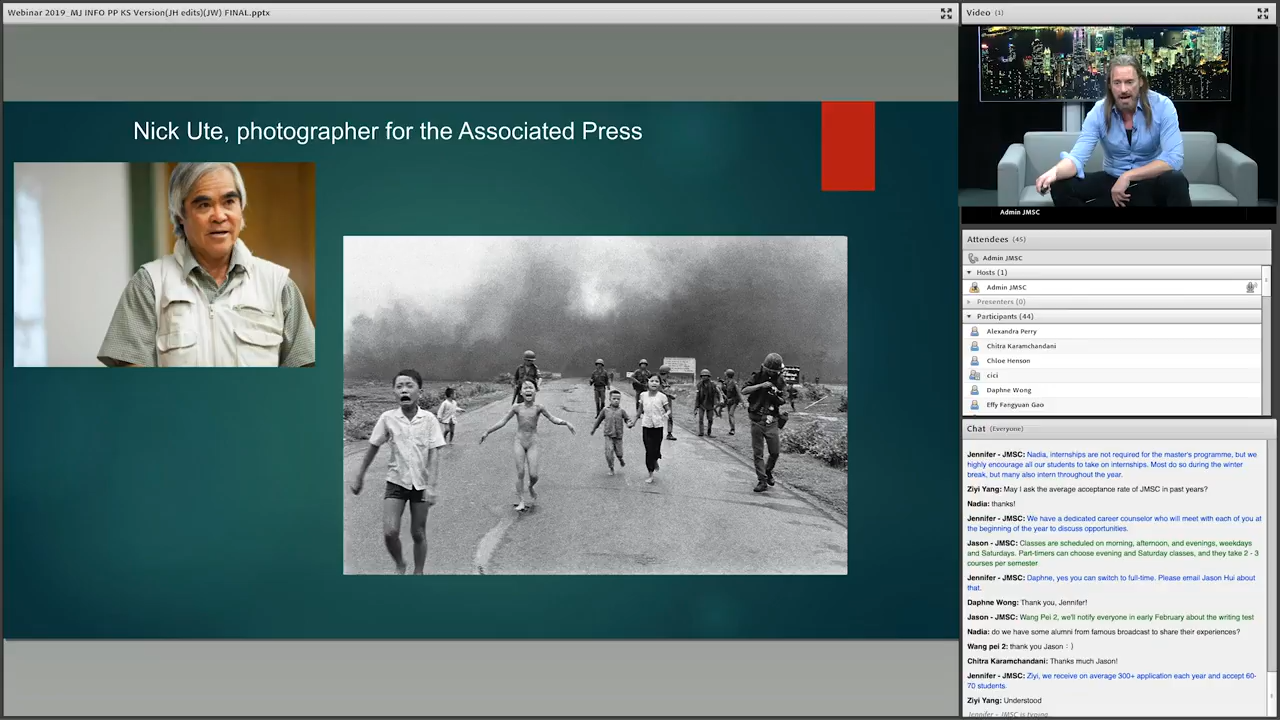 Webinar 2019_MJ INFO PP KS Version(JH edits)(JW) FINAL.pptx
Nick Ute, photographer for the Associated Press
Video (1)
Admin JMSC
Attendees (45)
Admin JMSC
Hosts (1)
Admin JMSC
Presenters (0)
Participants (44)
Alexandra Perry
Chitra Karamchandani
Chloe Henson
cici
Daphne Wong
Effy Fangyuan Gao
Chat (Everyone)
Jennifer - JMSC: Nadia, internships are not required for the master's programme, but we
highly encourage all our students to take on internships. Most do so during the winter
break, but many also intern throughout the year.
Ziyi Yang: May I ask the average acceptance rate of JMSC in past years?
Nadia: thanks!
Jennifer - JMSC: We have a dedicated career counselor who will meet with each of you at
the beginning of the year to discuss opportunities.
Jason - JMSC: Classes are scheduled on morning, afternoon, and evenings, weekdays
and Saturdays. Part-timers can choose evening and Saturday classes, and they take 2 - 3
courses per semester
Jennifer - JMSC: Daphne, yes you can switch to full-time. Please email Jason Hui about
that.
Daphne Wong: Thank you, Jennifer!
Jason - JMSC: Wang Pei 2, we'll notify everyone in early February about the writing test
Nadia: do we have some alumni from famous broadcast to share their experiences?
Wang pei 2: thank you Jason : )
Chitra Karamchandani: Thanks much Jason!
Jennifer - JMSC: Ziyi, we receive on average 300+ application each year and accept 60-
70 students.
Ziyi Yang: Understood
Jennifer - JMSC is typing...